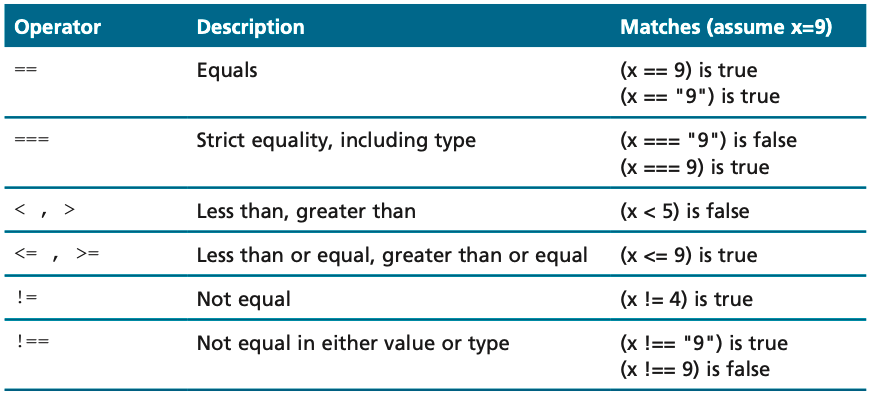 Operator Description Matches (assume x=9)
== Equals (x == 9) is true
(x == "9") is true
=== Strict equality, including type (x === "9") is false
(x === 9) is true
< , > Less than, greater than (x < 5) is false
<= , >= Less than or equal, greater than or equal (x <= 9) is true
!= Not equal (x != 4) is true
!== Not equal in either value or type (x !== "9") is true
(x !== 9) is false